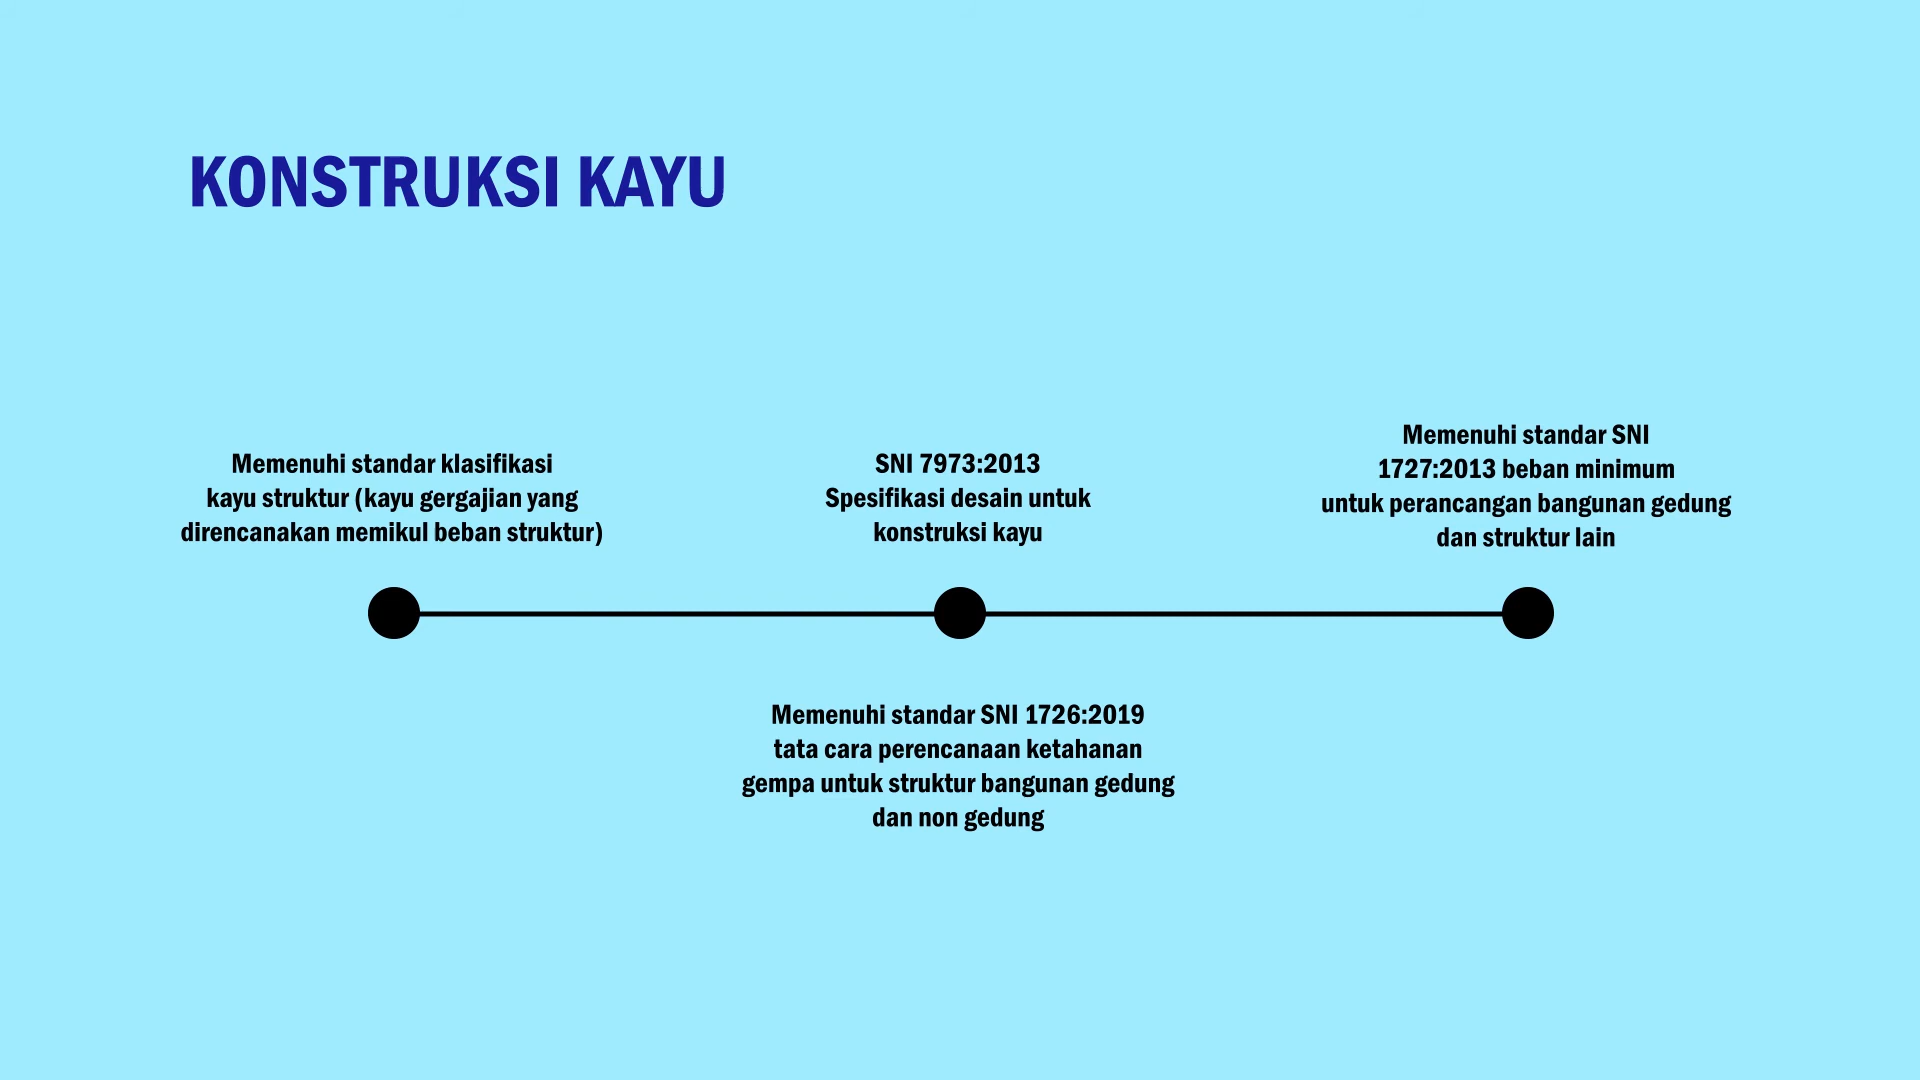 KONSTRUKSI KAYU
Memenuhi standar klasifikasi
kayu struktur (kayu gergajian yang
direncanakan memikul beban struktur)
SNI 7973:2013
Spesifikasi desain untuk
konstruksi kayu
Memenuhi standar SNI
1727:2013 beban minimum
untuk perancangan bangunan gedung
dan struktur lain
Memenuhi standar SNI 1726:2019
tata cara perencanaan ketahanan
gempa untuk struktur bangunan gedung
dan non gedung